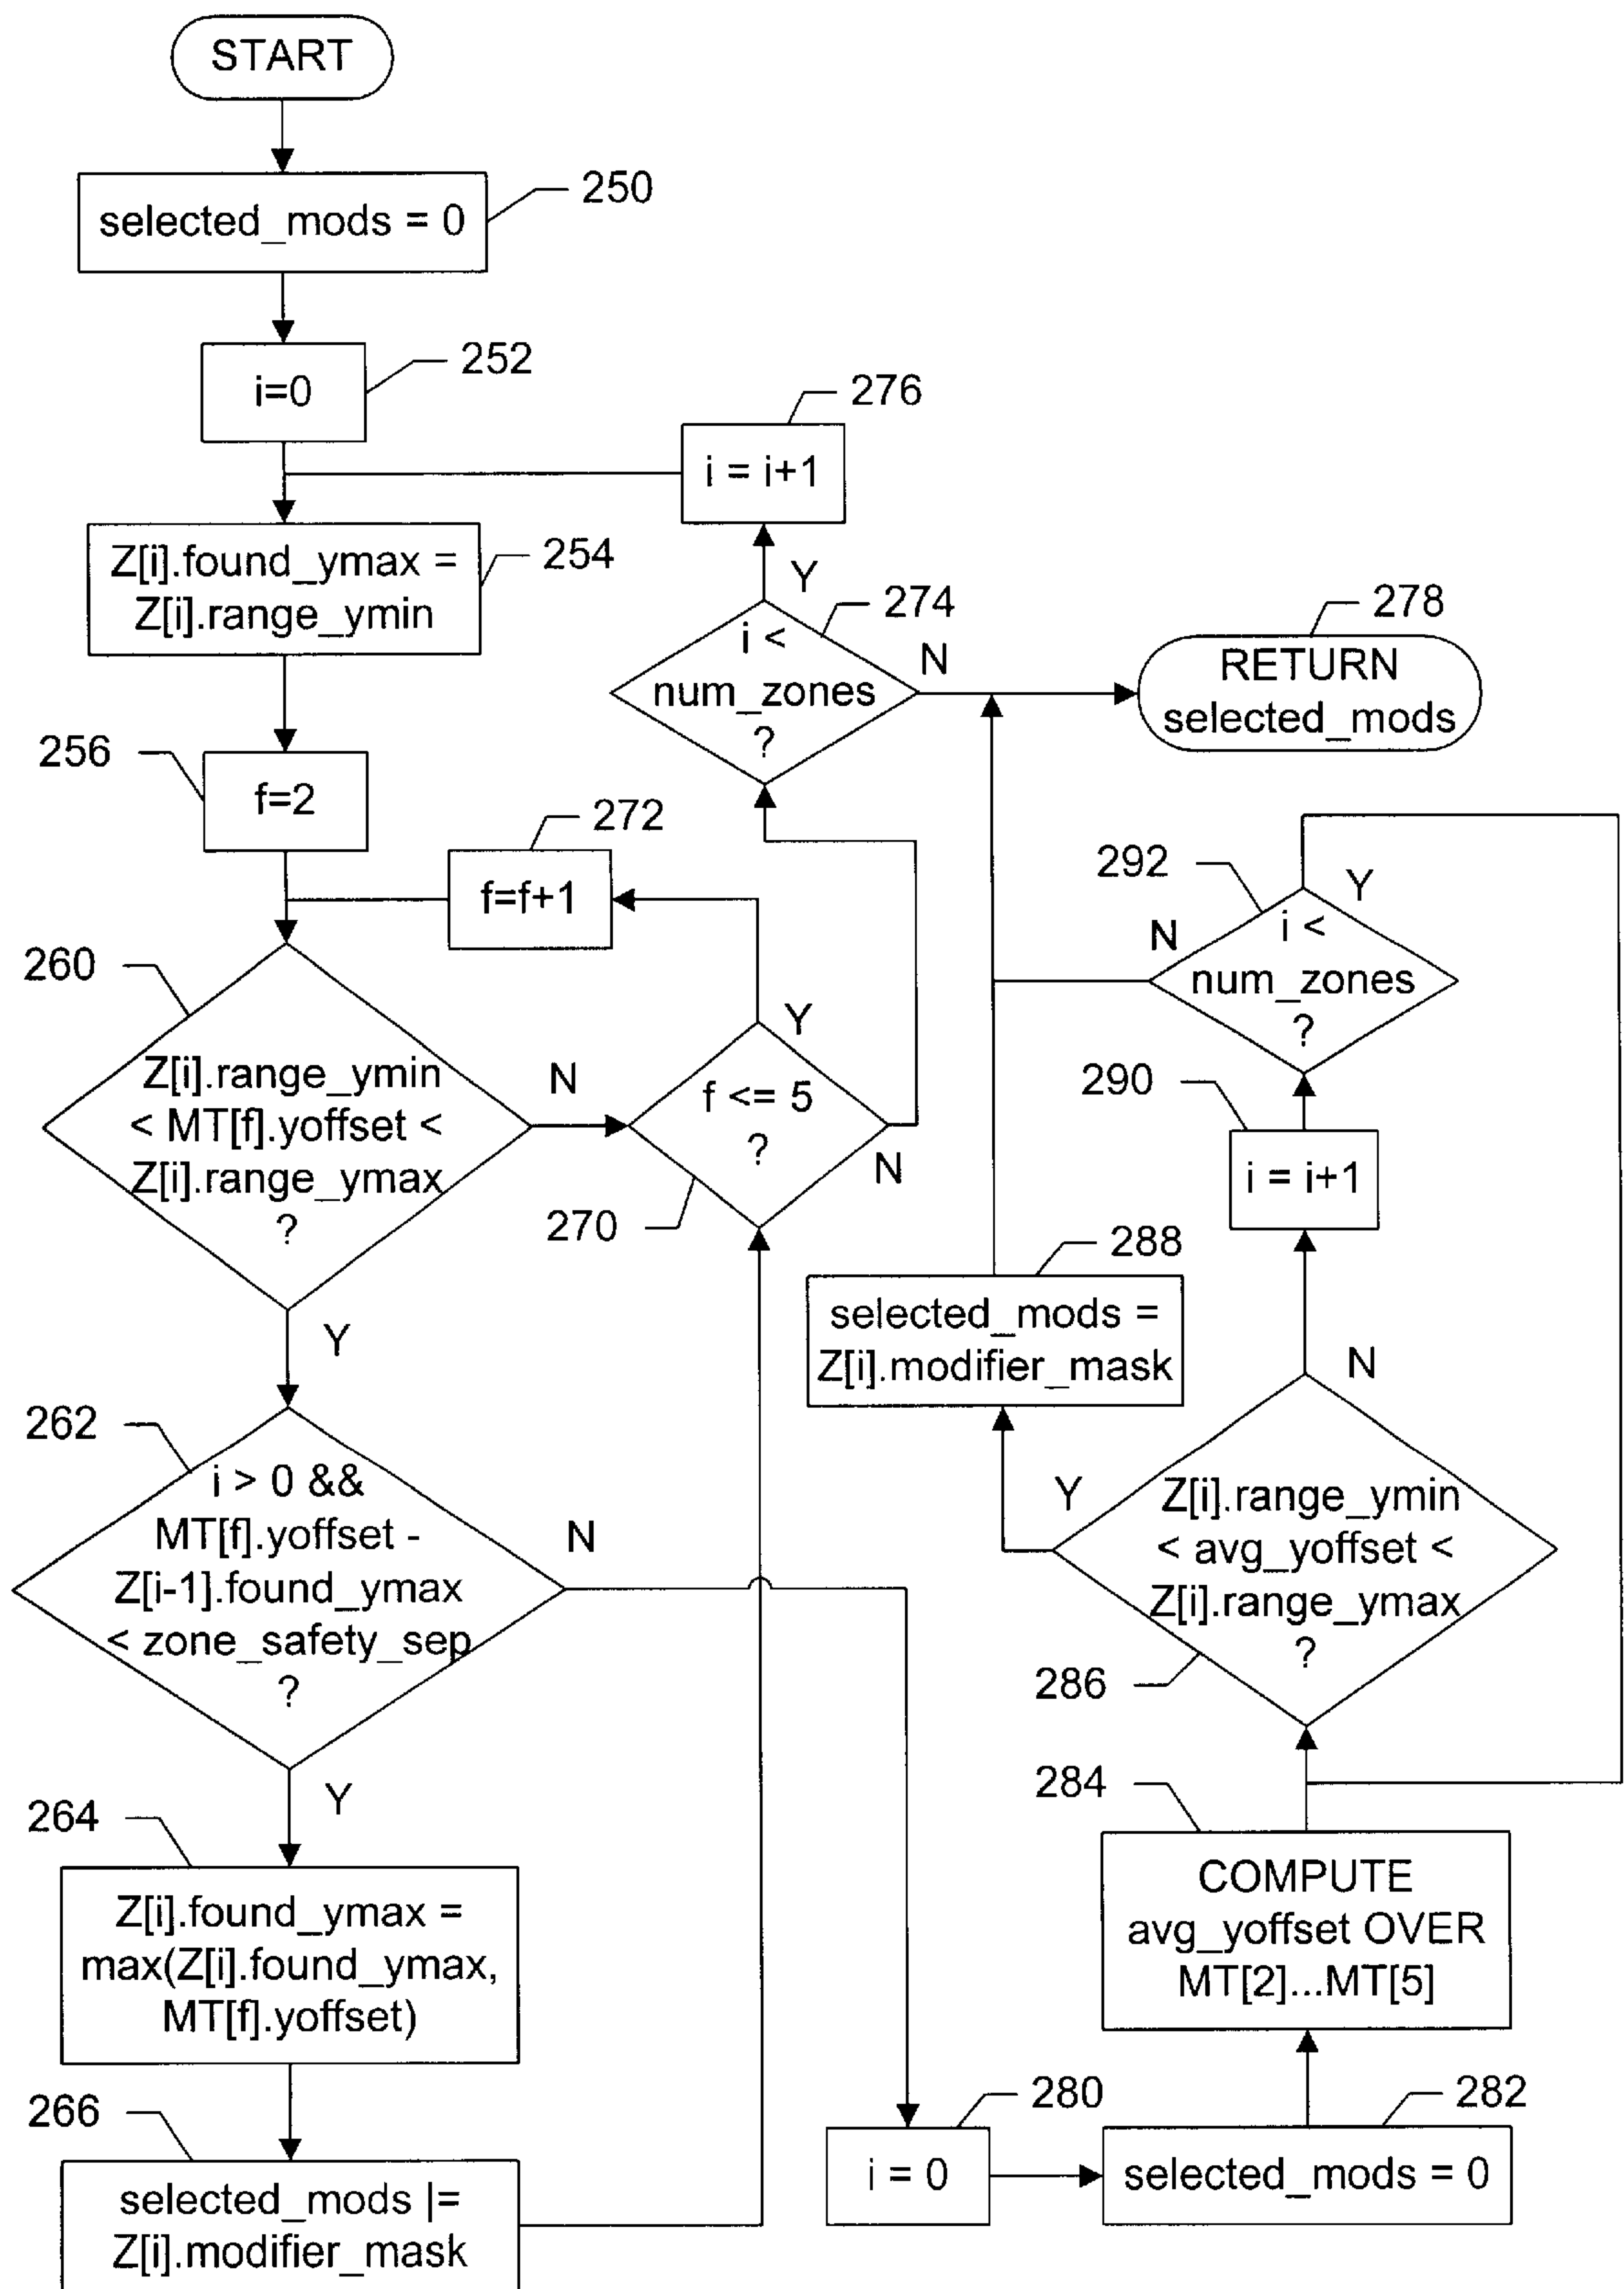 START
250
selected_mods = 0
252
i=0
276
i = i+1
254
Z[i].found_ymax =
Z[i].range_ymin
Y
274
i <
num_zones
?
N
278
RETURN
selected_mods
256
f=2
272
f=f+1
292
i <
num_zones
?
Y
N
260
Z[i].range_ymin
< MT[f].yoffset <
Z[i].range_ymax
?
N
Y
270
f <= 5
?
Y
N
290
i = i+1
288
selected_mods =
Z[i].modifier_mask
N
262
i > 0 &&
MT[f].yoffset -
Z[i-1].found_ymax
< zone_safety_sep
?
N
Y
286
Z[i].range_ymin
< avg_yoffset <
Z[i].range_ymax
?
Y
264
Z[i].found_ymax =
max(Z[i].found_ymax,
MT[f].yoffset)
284
COMPUTE
avg_yoffset OVER
MT[2]...MT[5]
266
selected_mods |=
Z[i].modifier_mask
280
i = 0
282
selected_mods = 0